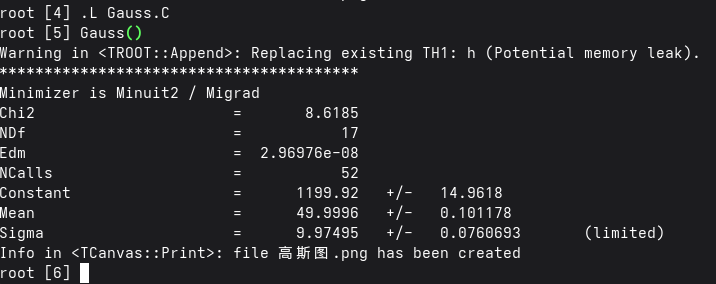 root [4] .L Gauss.C
root [5] Gauss()
Warning in <TROOT::Append>: Replacing existing TH1: h (Potential memory leak).
****************************************
Minimizer is Minuit2 / Migrad
Chi2                      =       8.6185
NDf                       =           17
Edm                       =  2.96976e-08
NCalls                    =           52
Constant                  =      1199.92   +/-   14.9618
Mean                      =      49.9996   +/-   0.101178
Sigma                     =      9.97495   +/-   0.0760693      (limited)
Info in <TCanvas::Print>: file 高斯图.png has been created
root [6]